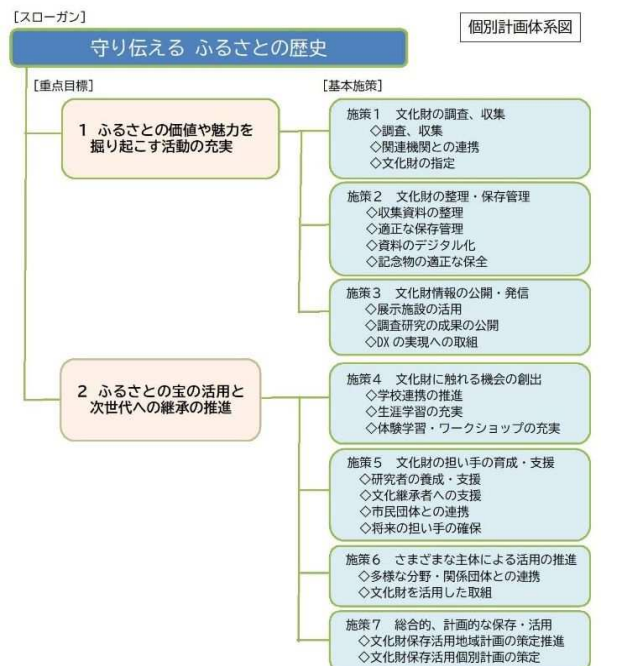 [スローガン]
個別計画体系図
守り伝える ふるさとの歴史
[重点目標]
[基本施策]
1 ふるさとの価値や魅力を
掘り起こす活動の充実
施策1 文化財の調査、収集
◇調査、収集
◇関連機関との連携
◇文化財の指定
施策2 文化財の整理・保存管理
◇収集資料の整理
◇適正な保存管理
◇資料のデジタル化
◇記念物の適正な保全
施策3 文化財情報の公開・発信
◇展示施設の活用
◇調査研究の成果の公開
◇DXの実現への取組
2 ふるさとの宝の活用と
次世代への継承の推進
施策4 文化財に触れる機会の創出
◇学校連携の推進
◇生涯学習の充実
◇体験学習・ワークショップの充実
施策5 文化財の担い手の育成・支援
◇研究者の養成・支援
◇文化継承者への支援
◇市民団体との連携
◇将来の担い手の確保
施策6 さまざまな主体による活用の推進
◇多様な分野・関係団体との連携
◇文化財を活用した取組
施策7 総合的、計画的な保存・活用
◇文化財保存活用地域計画の策定推進
◇文化財保存活用個別計画の策定